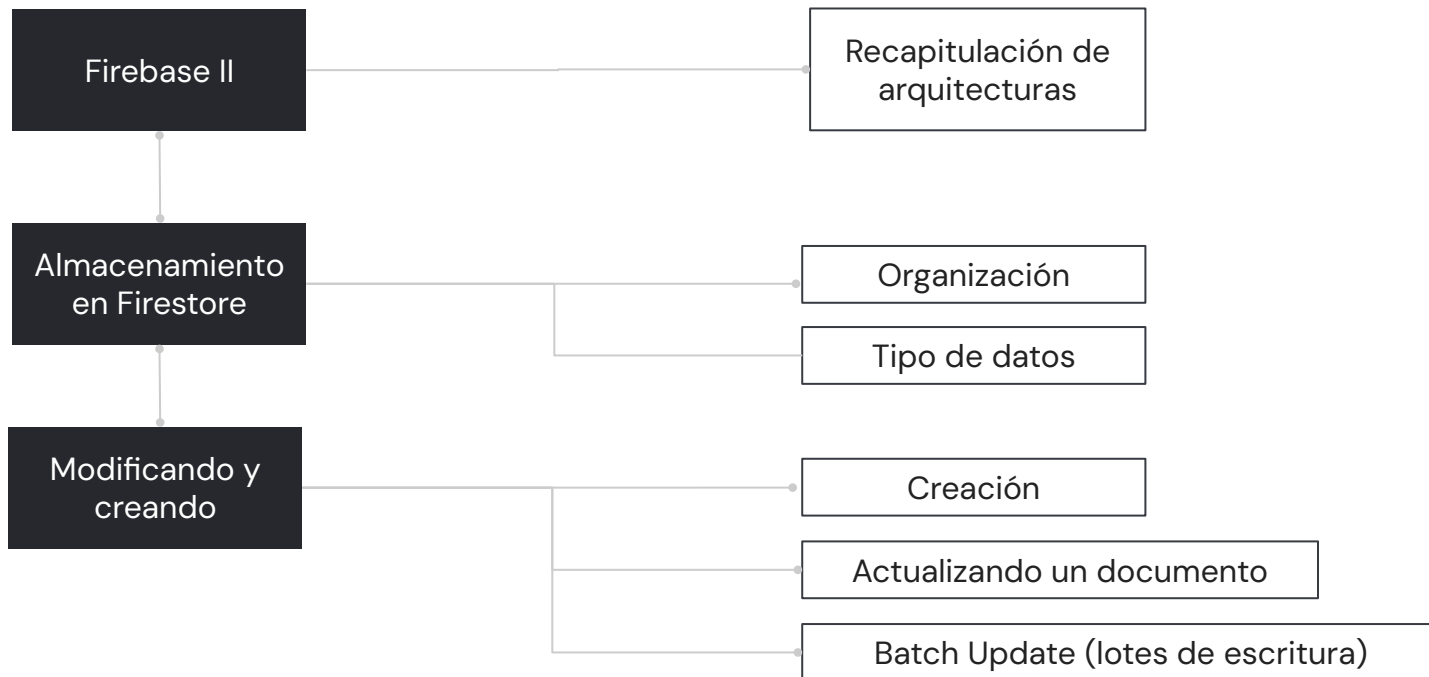 Firebase II
Recapitulación de
arquitecturas
Almacenamiento
en Firestore
Organización
Tipo de datos
Modificando y
creando
Creación
Actualizando un documento
Batch Update (lotes de escritura)